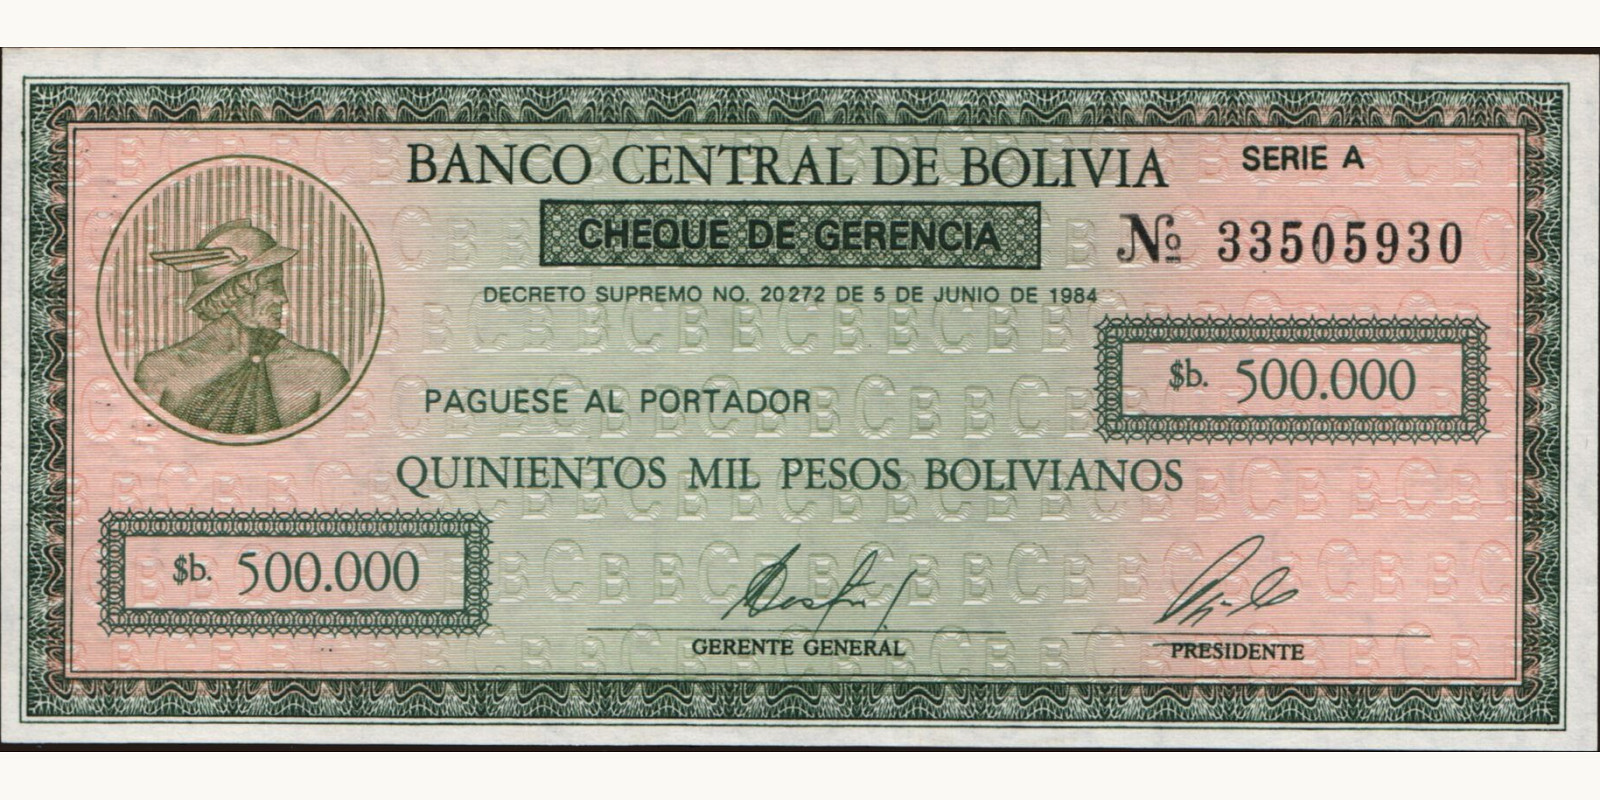 BANCO CENTRAL DE BOLIVIA
SERIE A
CHEQUE DE GERENCIA
Nº 33505930
DECRETO SUPREMO NO. 20272 DE 5 DE JUNIO DE 1984
$b. 500.000
PAGUESE AL PORTADOR
QUINIENTOS MIL PESOS BOLIVIANOS
$b. 500.000
GERENTE GENERAL
PRESIDENTE